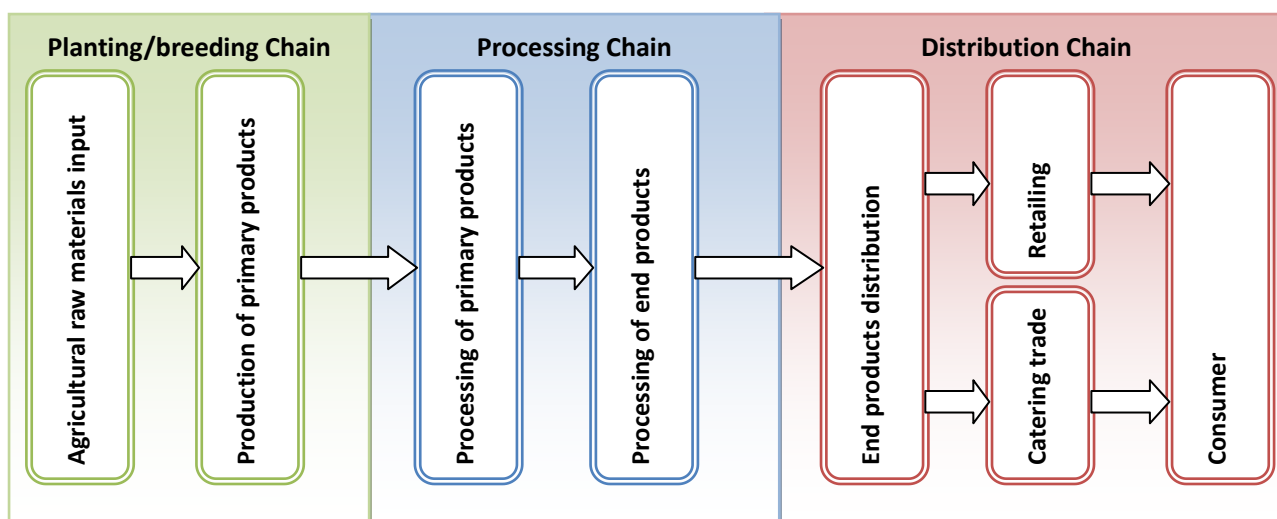 Planting/breeding Chain
Agricultural raw materials input
Production of primary products
Processing Chain
Processing of primary products
Processing of end products
Distribution Chain
End products distribution
Retailing
Catering trade
Consumer